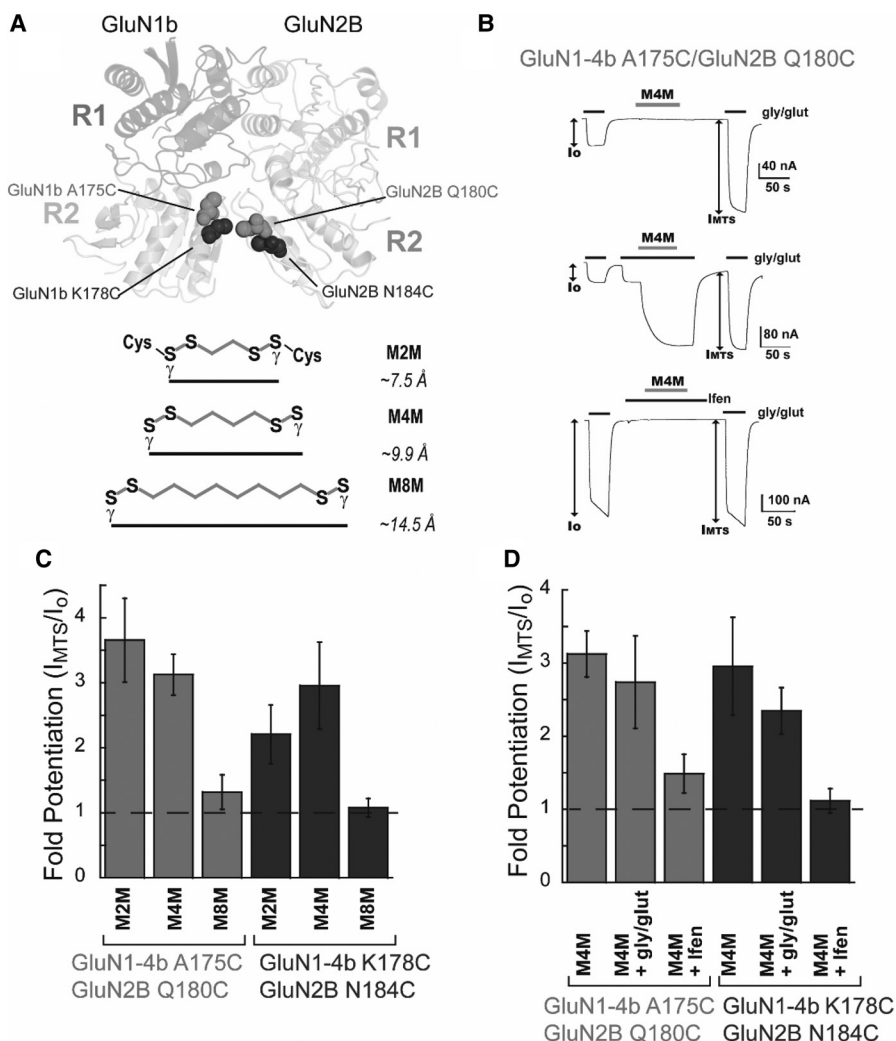 A
GluN1b GluN2B
R1
R1
GluN1b A175C
GluN2B Q180C
R2
R2
GluN1b K178C
GluN2B N184C
Cys S S S S Cys
γ γ
M2M
~7.5 Å
S S S S
γ γ
M4M
~9.9 Å
S S S S
γ γ
M8M
~14.5 Å
B
GluN1-4b A175C/GluN2B Q180C
M4M
gly/glut
Io
IMTS
40 nA
50 s
M4M
gly/glut
Io
IMTS
80 nA
50 s
M4M
Ifen
gly/glut
Io
IMTS
100 nA
50 s
C
Fold Potentiation (IMTS/Io)
4
3
2
1
0
M2M
M4M
M8M
M2M
M4M
M8M
GluN1-4b A175C GluN1-4b K178C
GluN2B Q180C GluN2B N184C
D
Fold Potentiation (IMTS/Io)
4
3
2
1
0
M4M
M4M
+ gly/glut
M4M
+ Ifen
M4M
M4M
+ gly/glut
M4M
+ Ifen
GluN1-4b A175C GluN1-4b K178C
GluN2B Q180C GluN2B N184C